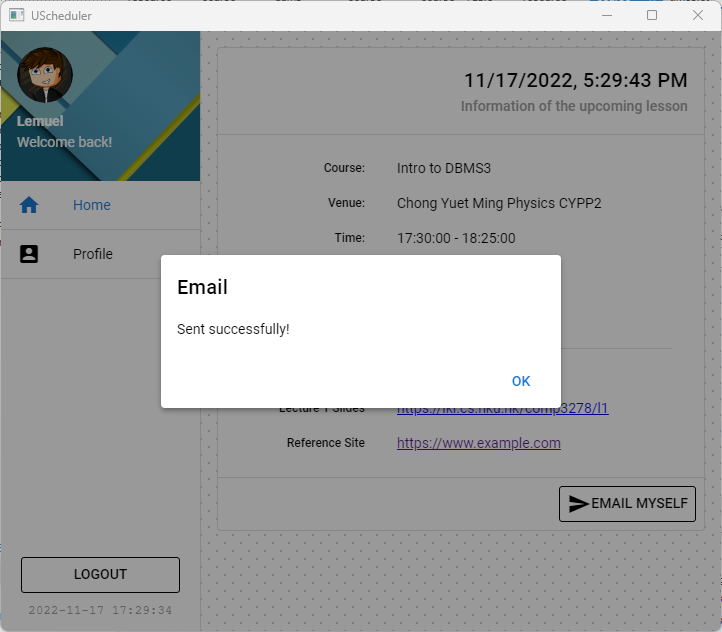 UScheduler
Lemuel
Welcome back!
Home
Profile
LOGOUT
2022-11-17 17:29:34
11/17/2022, 5:29:43 PM
Information of the upcoming lesson
Course: Intro to DBMS3
Venue: Chong Yuet Ming Physics CYPP2
Time: 17:30:00 - 18:25:00
Email
Sent successfully!
OK
Lecture 1 Slides https://iki.cs.hku.hk/comp3278/l1
Reference Site https://www.example.com
EMAIL MYSELF